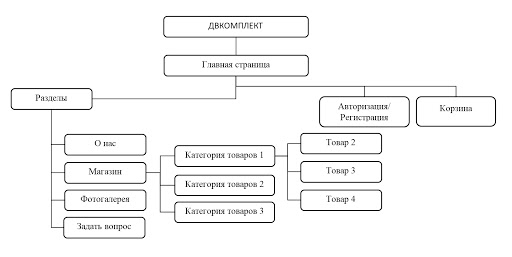 ДВКОМПЛЕКТ
Главная страница
Разделы
Авторизация/
Регистрация
Корзина
О нас
Магазин
Фотогалерея
Задать вопрос
Категория товаров 1
Категория товаров 2
Категория товаров 3
Товар 2
Товар 3
Товар 4